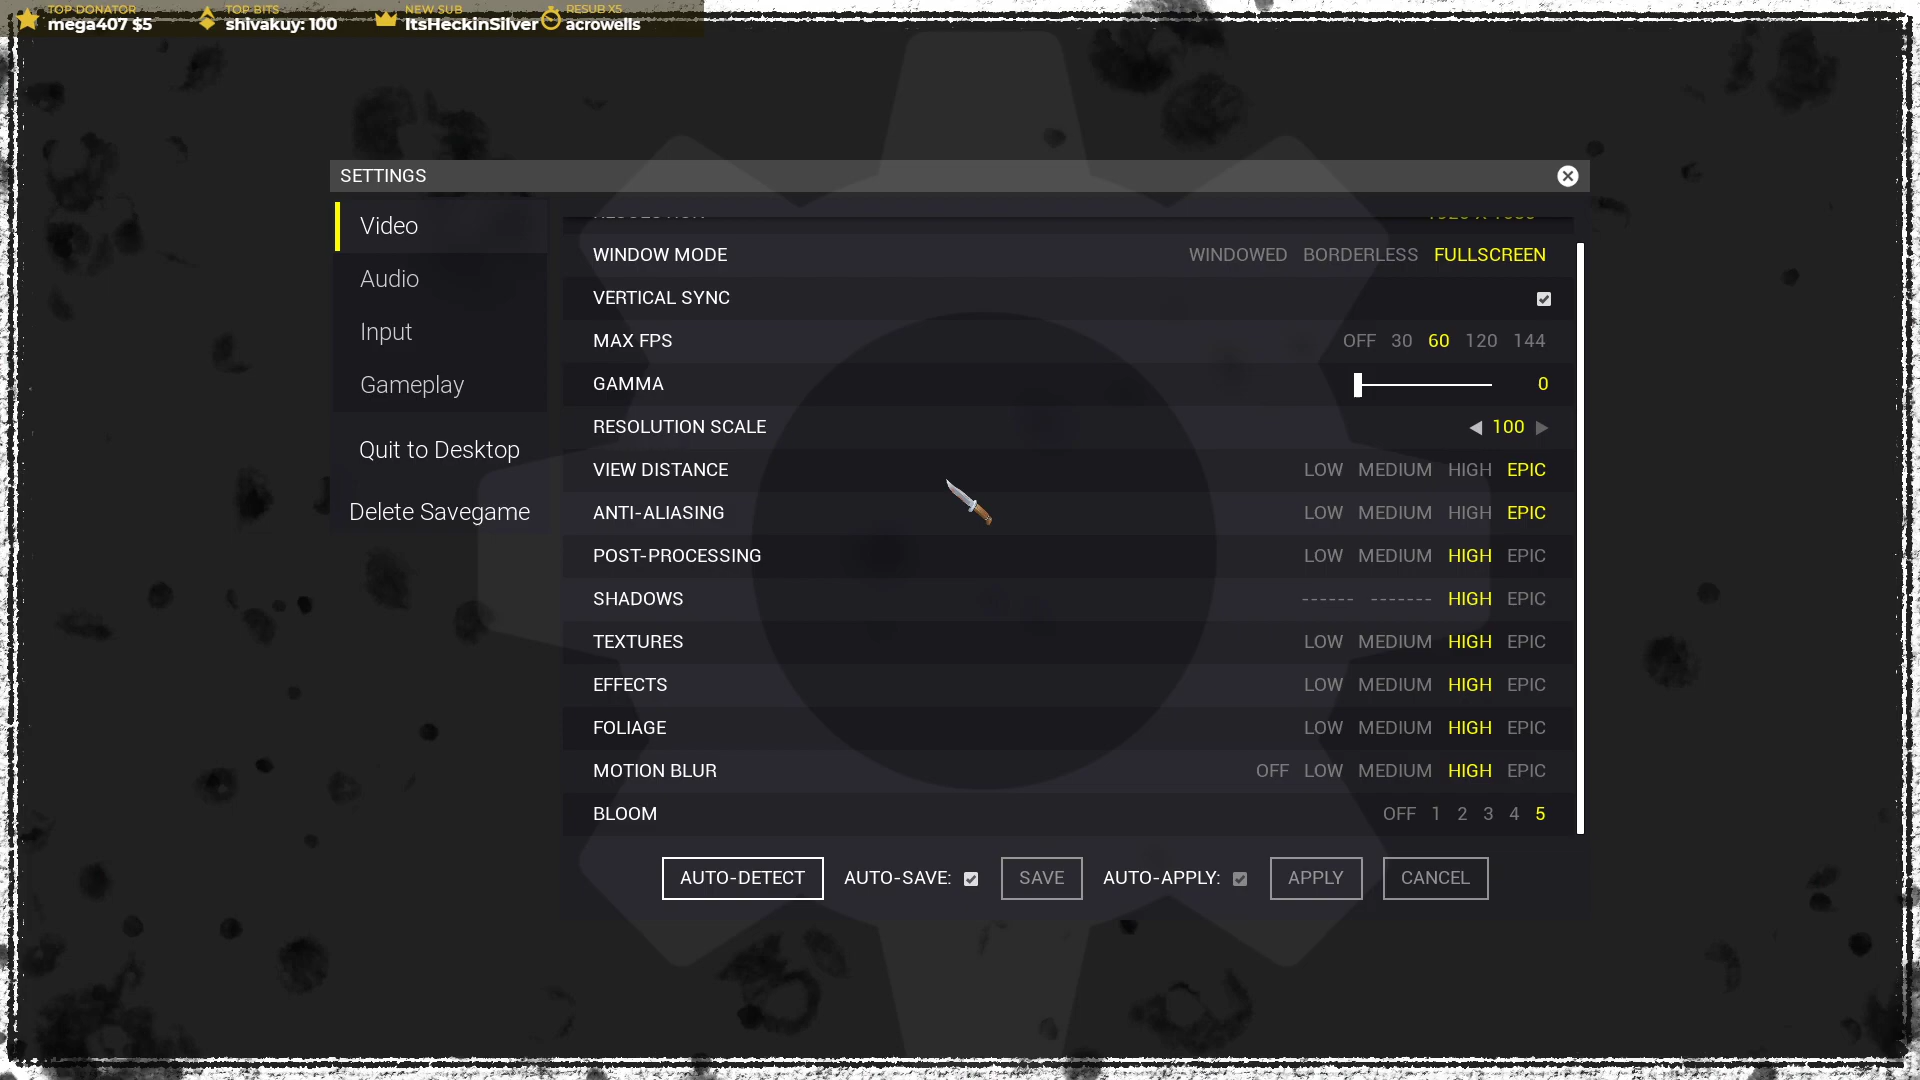 TOP DONATOR TOP BITS NEW SUB RESUB X5
mega407 $5 shivakuy: 100 ItsHeckinSilver acrowells
SETTINGS
Video
Audio
Input
Gameplay
Quit to Desktop
Delete Savegame
WINDOW MODE WINDOWED BORDERLESS FULLSCREEN
VERTICAL SYNC
MAX FPS OFF 30 60 120 144
GAMMA 0
RESOLUTION SCALE 100
VIEW DISTANCE LOW MEDIUM HIGH EPIC
ANTI-ALIASING LOW MEDIUM HIGH EPIC
POST-PROCESSING LOW MEDIUM HIGH EPIC
SHADOWS ------ ------- HIGH EPIC
TEXTURES LOW MEDIUM HIGH EPIC
EFFECTS LOW MEDIUM HIGH EPIC
FOLIAGE LOW MEDIUM HIGH EPIC
MOTION BLUR OFF LOW MEDIUM HIGH EPIC
BLOOM OFF 1 2 3 4 5
AUTO-DETECT AUTO-SAVE: SAVE AUTO-APPLY: APPLY CANCEL